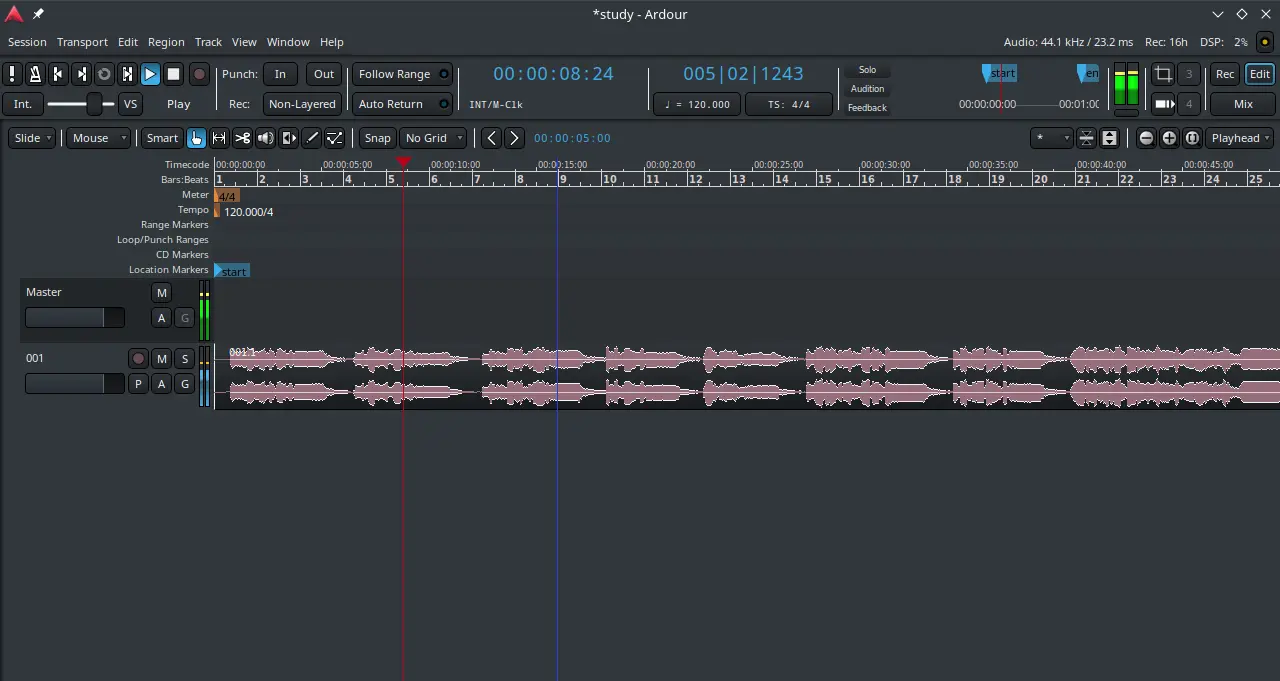 *study - Ardour
Session Transport Edit Region Track View Window Help
Audio: 44.1 kHz / 23.2 ms Rec: 16h DSP: 2%
Punch: In Out Follow Range 00:00:08:24 005|02|1243 Solo start en 3 Rec Edit
Audition
Int. VS Play Rec: Non-Layered Auto Return INT/M-Clk ♩ = 120.000 TS: 4/4 Feedback 00:00:00:00 00:01:00 4 Mix
Slide Mouse Smart Snap No Grid 00:00:05:00 * Playhead
Timecode 00:00:00:00 00:00:05:00 00:00:10:00 00:00:15:00 00:00:20:00 00:00:25:00 00:00:30:00 00:00:35:00 00:00:40:00 00:00:45:00
Bars:Beats 1 2 3 4 5 6 7 8 9 10 11 12 13 14 15 16 17 18 19 20 21 22 23 24 25
Meter 4/4
Tempo 120.000/4
Range Markers
Loop/Punch Ranges
CD Markers
Location Markers start
Master M
A G
001 M S 001.1
P A G